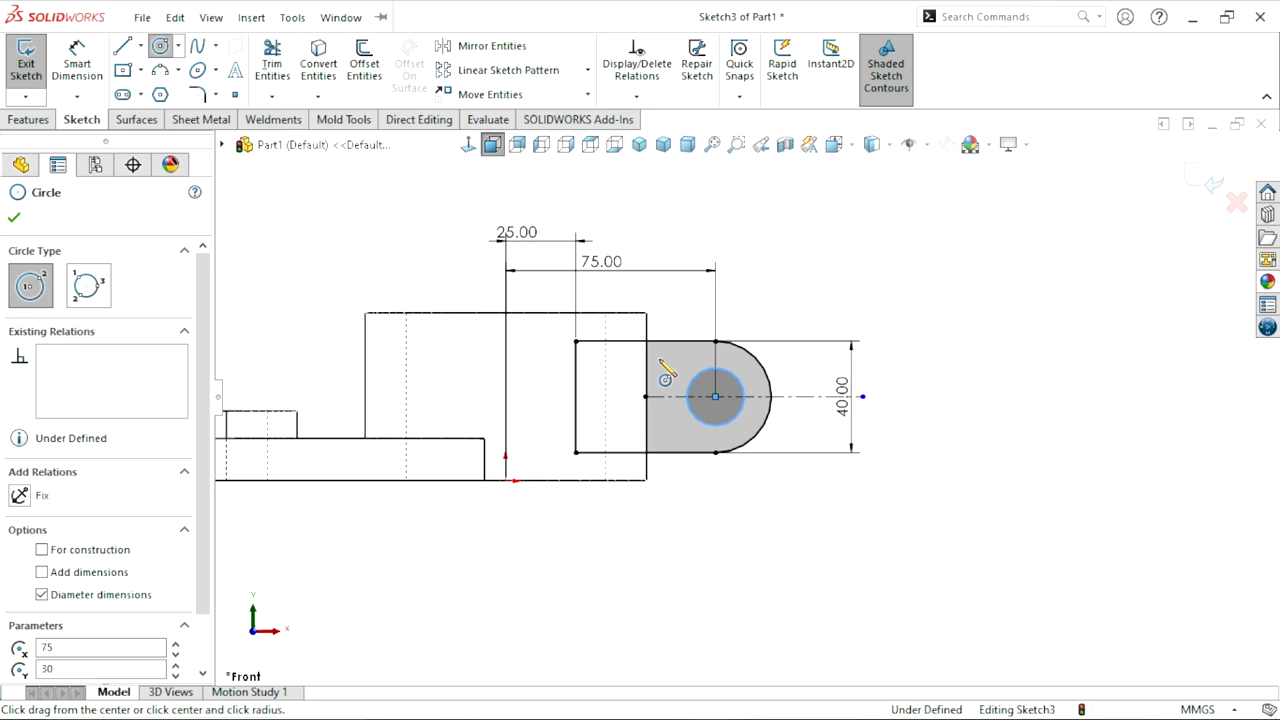 SOLIDWORKS
File Edit View Insert Tools Window
Sketch3 of Part1 *
Search Commands
Exit Sketch
Smart Dimension
Trim Entities
Convert Entities
Offset Entities
Offset On Surface
Mirror Entities
Linear Sketch Pattern
Move Entities
Display/Delete Relations
Repair Sketch
Quick Snaps
Rapid Sketch
Instant2D
Shaded Sketch Contours
Features Sketch Surfaces Sheet Metal Weldments Mold Tools Direct Editing Evaluate SOLIDWORKS Add-Ins
Part1 (Default) <<Default...
Circle
Circle Type
Existing Relations
Under Defined
Add Relations
Fix
Options
For construction
Add dimensions
Diameter dimensions
Parameters
75
30
25.00
75.00
40.00
Y
X
*Front
Model 3D Views Motion Study 1
Click drag from the center or click center and click radius.
Under Defined Editing Sketch3 MMGS